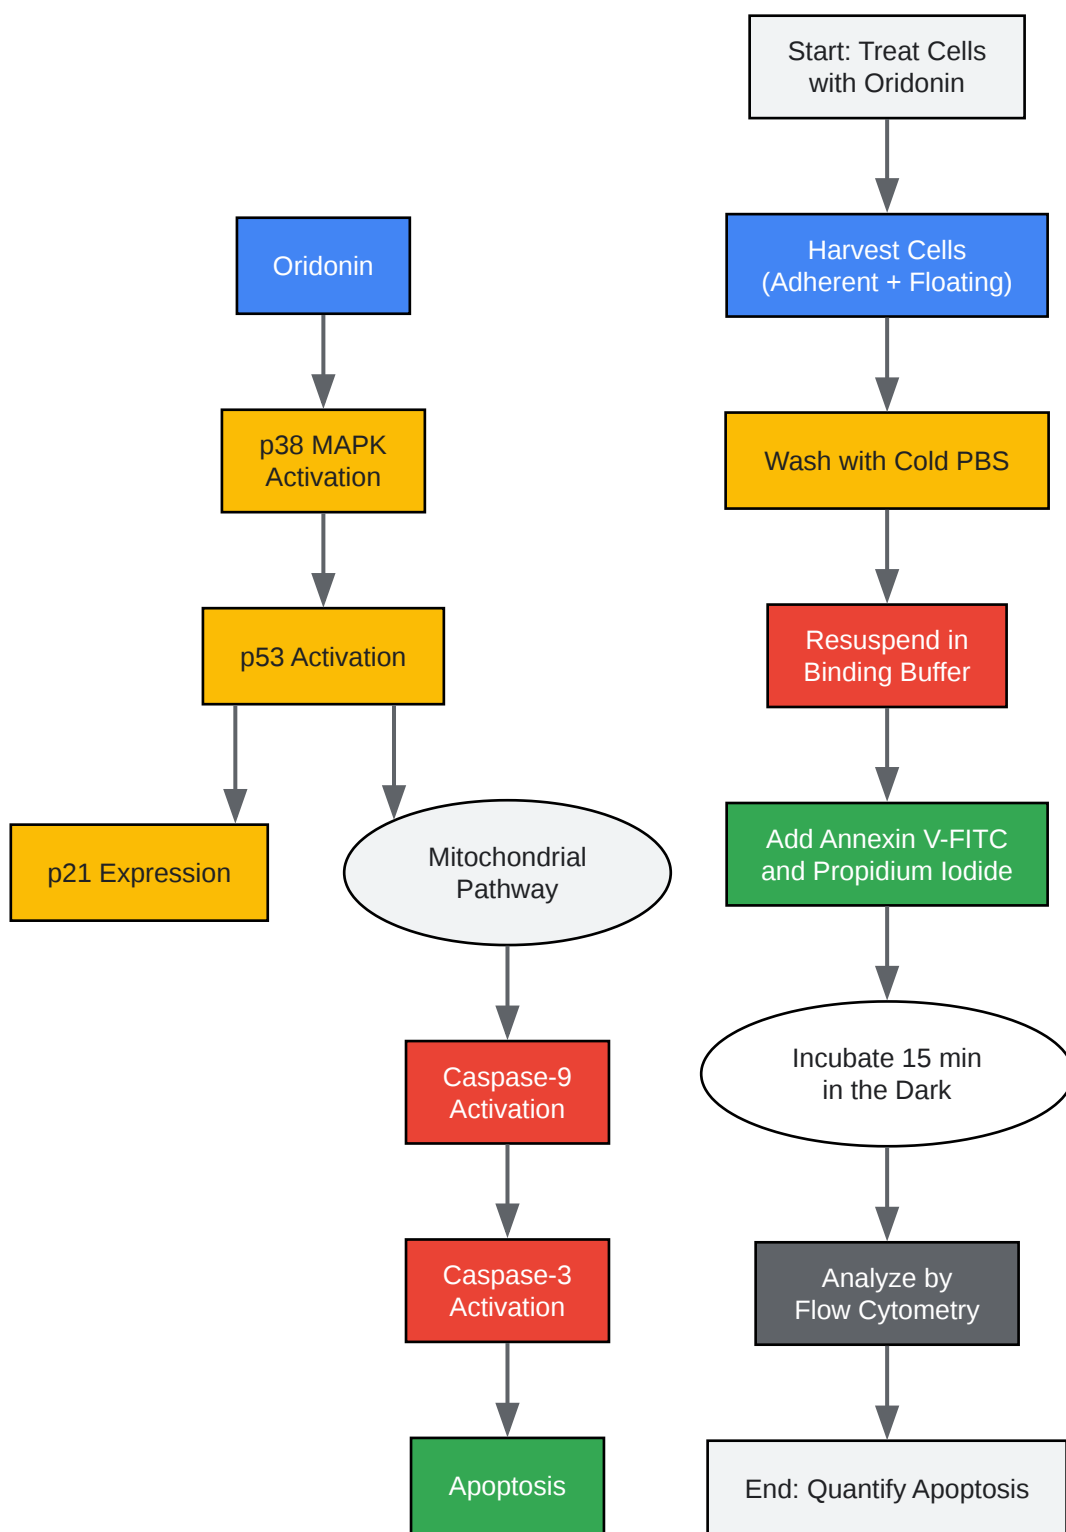 Oridonin
p38 MAPK
Activation
p53 Activation
p21 Expression
Mitochondrial
Pathway
Caspase-9
Activation
Caspase-3
Activation
Apoptosis
Start: Treat Cells
with Oridonin
Harvest Cells
(Adherent + Floating)
Wash with Cold PBS
Resuspend in
Binding Buffer
Add Annexin V-FITC
and Propidium Iodide
Incubate 15 min
in the Dark
Analyze by
Flow Cytometry
End: Quantify Apoptosis